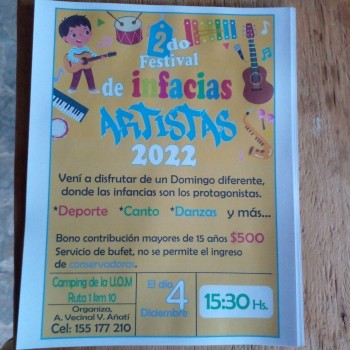 2do
Festival
de infacias
ARTISTAS
2022
Vení a disfrutar de un Domingo diferente,
donde las infancias son los protagonistas.
*Deporte *Canto *Danzas y más...
Bono contribución mayores de 15 años $500
Servicio de bufet, no se permite el ingreso
de conservadoras.
Camping de la U.O.M
Ruta 1 km 10
Organiza,
A. Vecinal V. Añati
Cel: 155 177 210
El día 4
Diciembre
15:30 Hs.